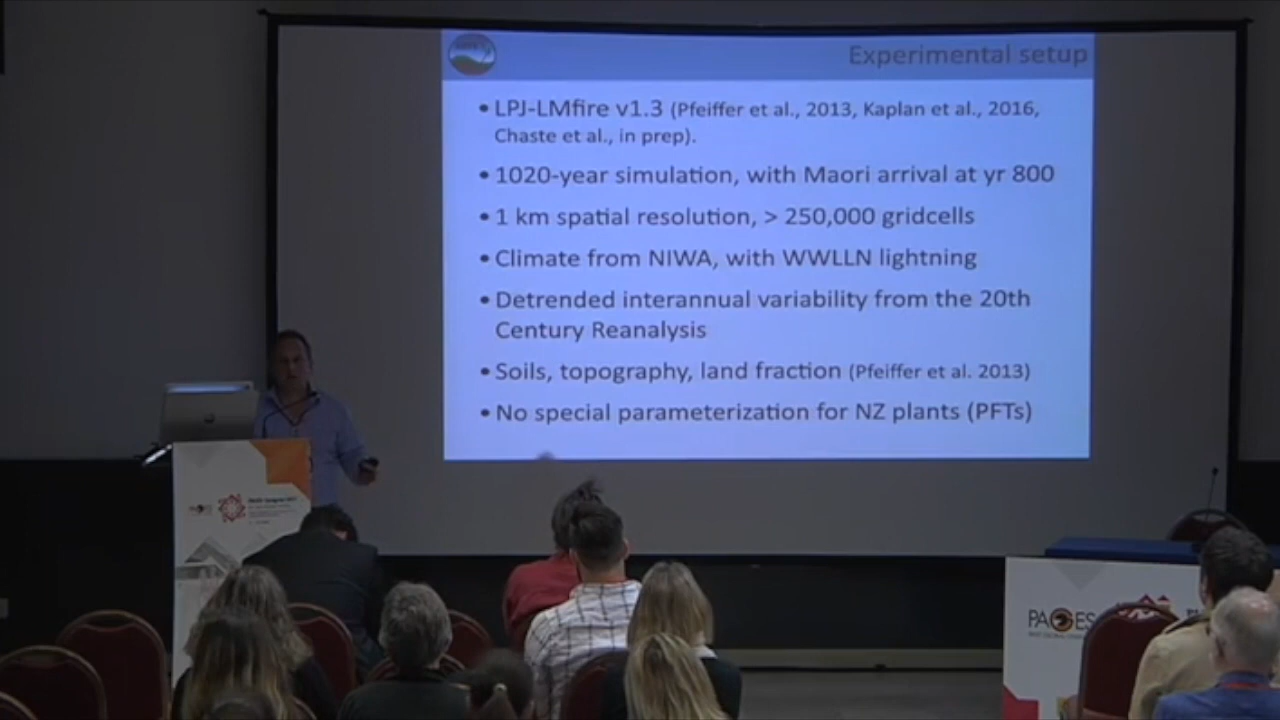 Experimental setup
• LPJ-LMfire v1.3 (Pfeiffer et al., 2013, Kaplan et al., 2016,
Chaste et al., in prep).
• 1020-year simulation, with Maori arrival at yr 800
• 1 km spatial resolution, > 250,000 gridcells
• Climate from NIWA, with WWLLN lightning
• Detrended interannual variability from the 20th
Century Reanalysis
• Soils, topography, land fraction (Pfeiffer et al. 2013)
• No special parameterization for NZ plants (PFTs)
PAGES